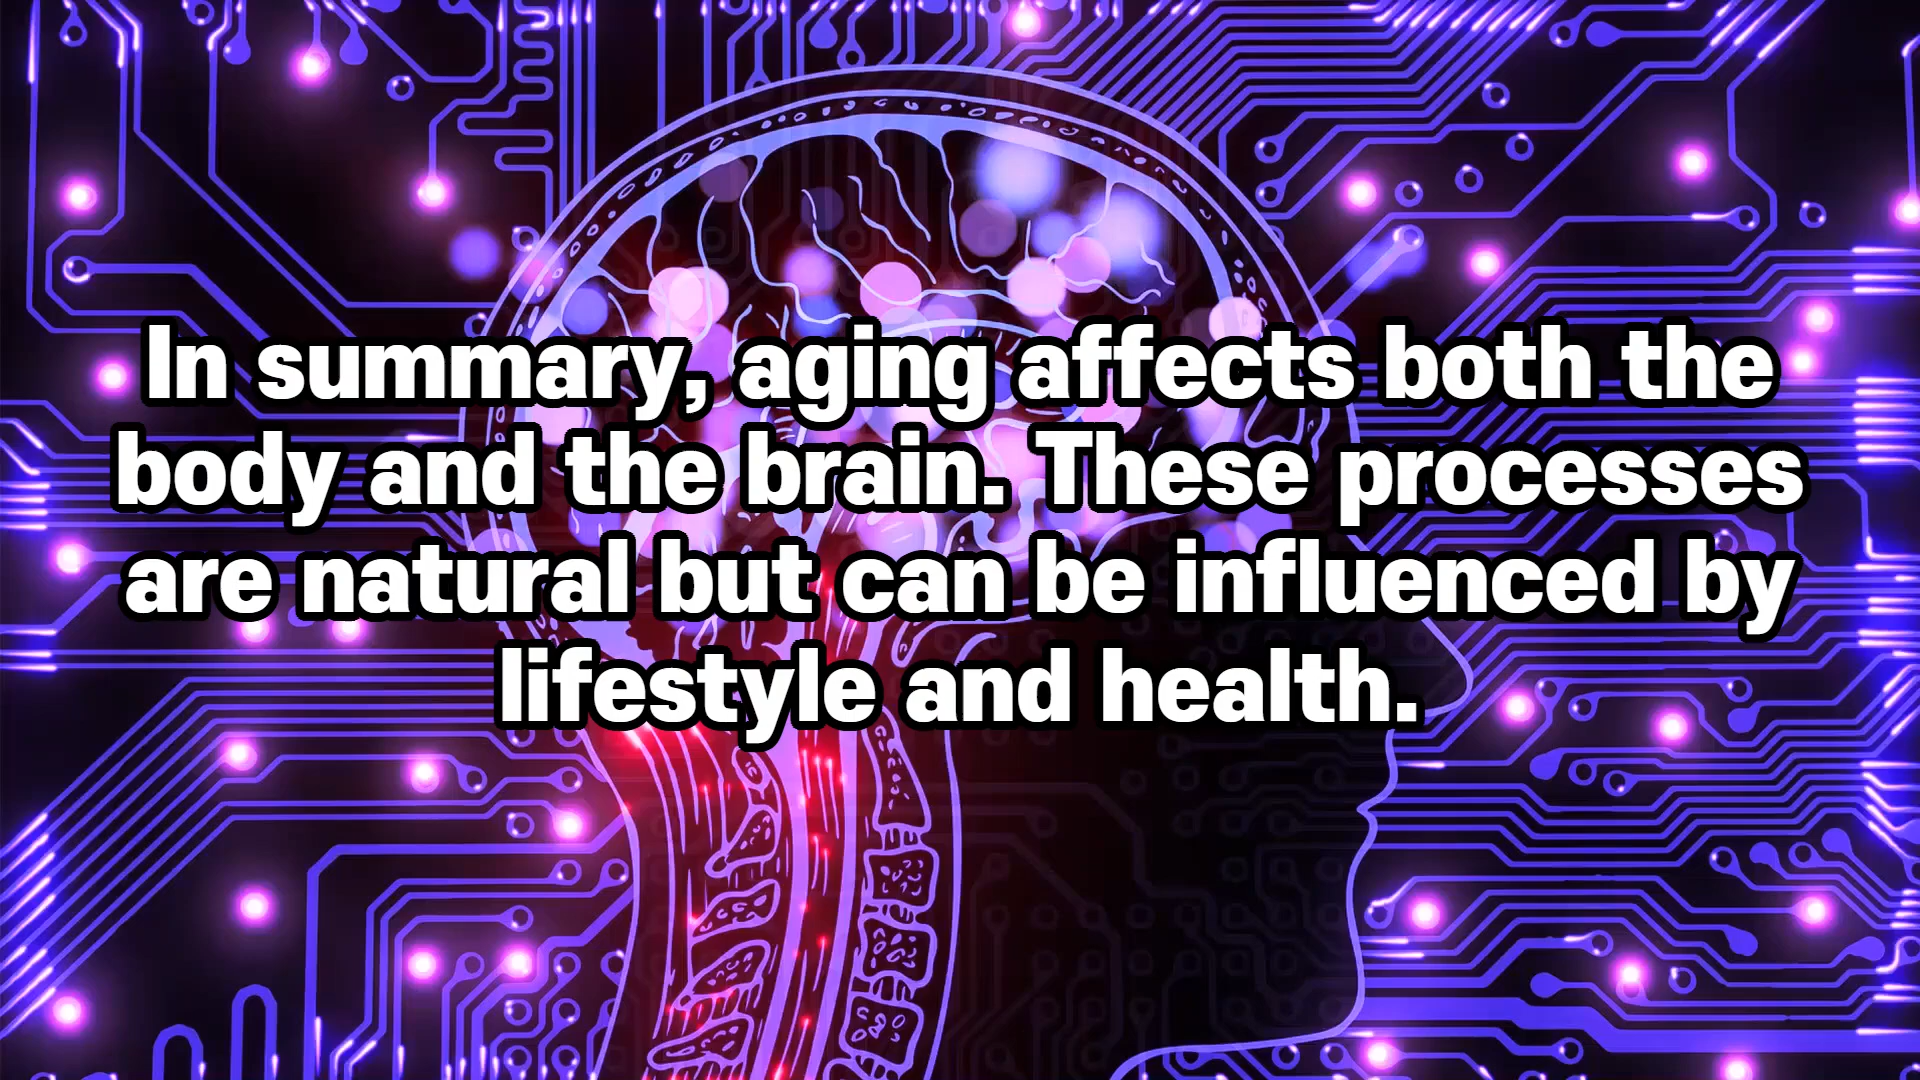 In summary, aging affects both the
body and the brain. These processes
are natural but can be influenced by
lifestyle and health.